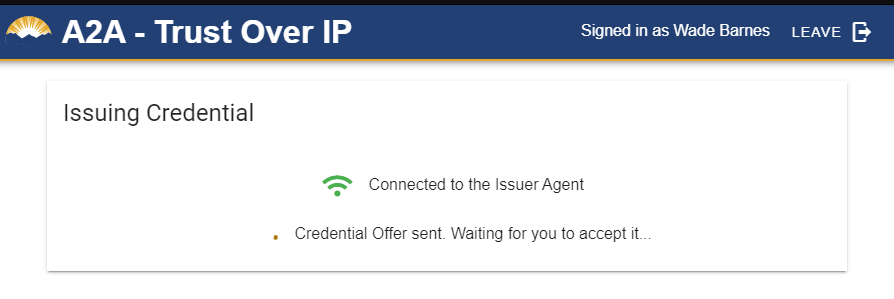 A2A - Trust Over IP
Signed in as Wade Barnes LEAVE
Issuing Credential
Connected to the Issuer Agent
Credential Offer sent. Waiting for you to accept it...